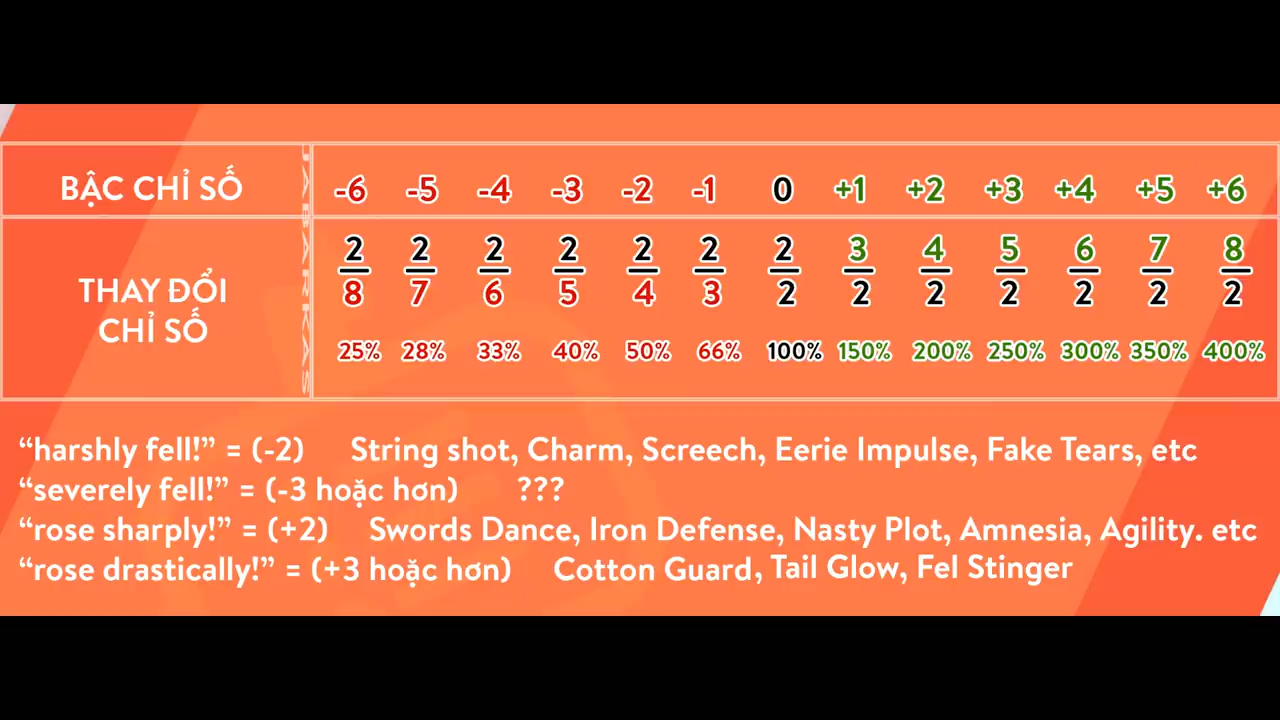 BẬC CHỈ SỐ -6 -5 -4 -3 -2 -1 0 +1 +2 +3 +4 +5 +6
2 2 2 2 2 2 2 3 4 5 6 7 8
8 7 6 5 4 3 2 2 2 2 2 2 2
THAY ĐỔI
CHỈ SỐ
25% 28% 33% 40% 50% 66% 100% 150% 200% 250% 300% 350% 400%
JABARKAS
“harshly fell!” = (-2) String shot, Charm, Screech, Eerie Impulse, Fake Tears, etc
“severely fell!” = (-3 hoặc hơn) ???
“rose sharply!” = (+2) Swords Dance, Iron Defense, Nasty Plot, Amnesia, Agility. etc
“rose drastically!” = (+3 hoặc hơn) Cotton Guard, Tail Glow, Fel Stinger